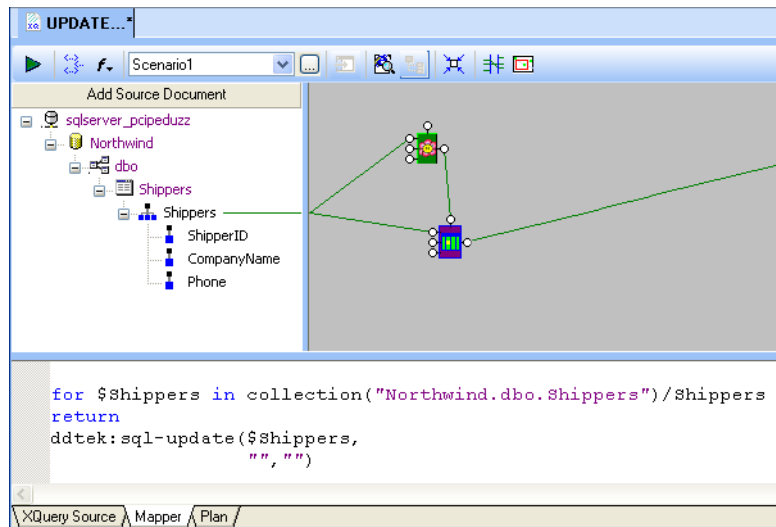 UPDATE...*
Scenario1
Add Source Document
sqlserver_pcipeduzz
Northwind
dbo
Shippers
Shippers
ShipperID
CompanyName
Phone
for $Shippers in collection("Northwind.dbo.Shippers")/Shippers
return
ddtek:sql-update($Shippers,
"","")
XQuery Source Mapper Plan